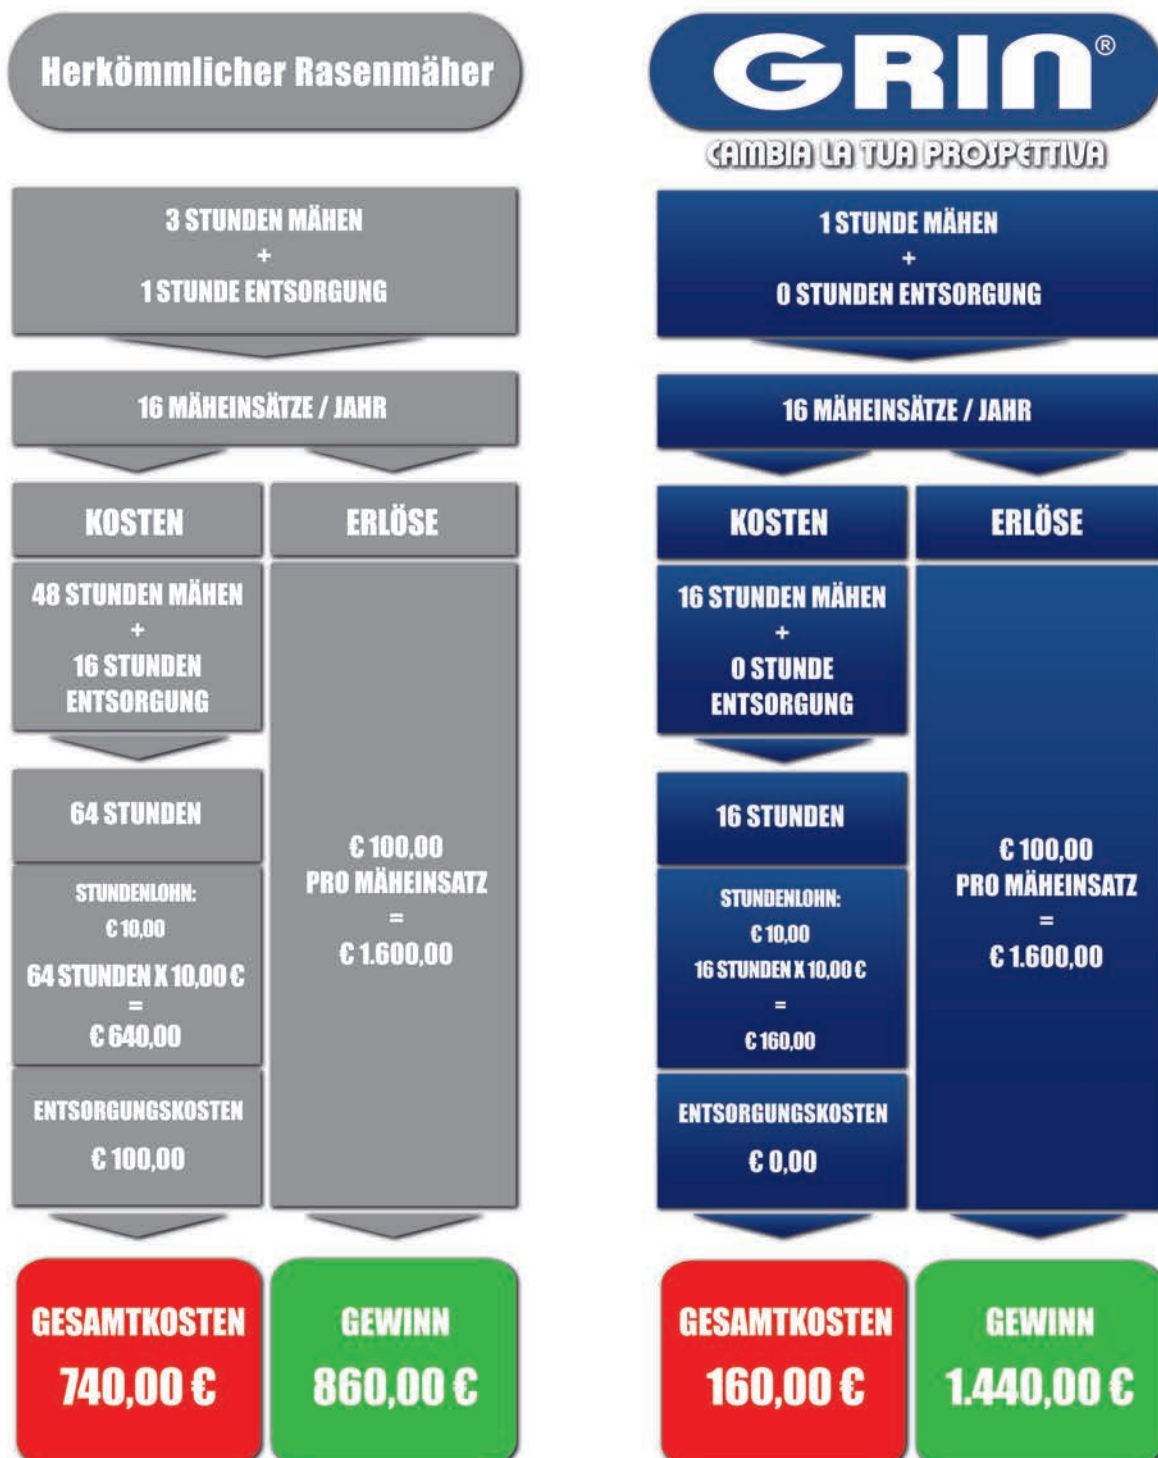 Herkömmlicher Rasenmäher
3 STUNDEN MÄHEN
+
1 STUNDE ENTSORGUNG
16 MÄHEINSÄTZE / JAHR
KOSTEN
48 STUNDEN MÄHEN
+
16 STUNDEN
ENTSORGUNG
64 STUNDEN
STUNDENLOHN:
€ 10,00
64 STUNDEN X 10,00 €
=
€ 640,00
ENTSORGUNGSKOSTEN
€ 100,00
ERLÖSE
€ 100,00
PRO MÄHEINSATZ
=
€ 1.600,00
GESAMTKOSTEN
740,00 €
GEWINN
860,00 €
GRIN®
CAMBIA LA TUA PROSPETTIVA
1 STUNDE MÄHEN
+
0 STUNDEN ENTSORGUNG
16 MÄHEINSÄTZE / JAHR
KOSTEN
16 STUNDEN MÄHEN
+
0 STUNDE
ENTSORGUNG
16 STUNDEN
STUNDENLOHN:
€ 10,00
16 STUNDEN X 10,00 €
=
€ 160,00
ENTSORGUNGSKOSTEN
€ 0,00
ERLÖSE
€ 100,00
PRO MÄHEINSATZ
=
€ 1.600,00
GESAMTKOSTEN
160,00 €
GEWINN
1.440,00 €